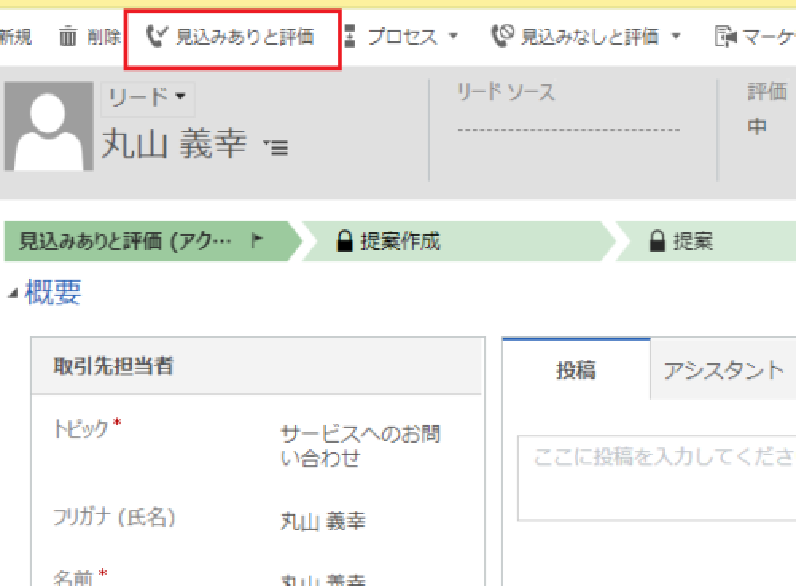 新規 削除 見込みありと評価 プロセス 見込みなしと評価 マーケ
リード リード ソース 評価
丸山 義幸 中
見込みありと評価 (アク… 提案作成 提案
概要
取引先担当者 投稿 アシスタント
トピック* サービスへのお問
い合わせ
ここに投稿を入力してくださ
フリガナ (氏名) 丸山 義幸
名前* 丸山 義幸